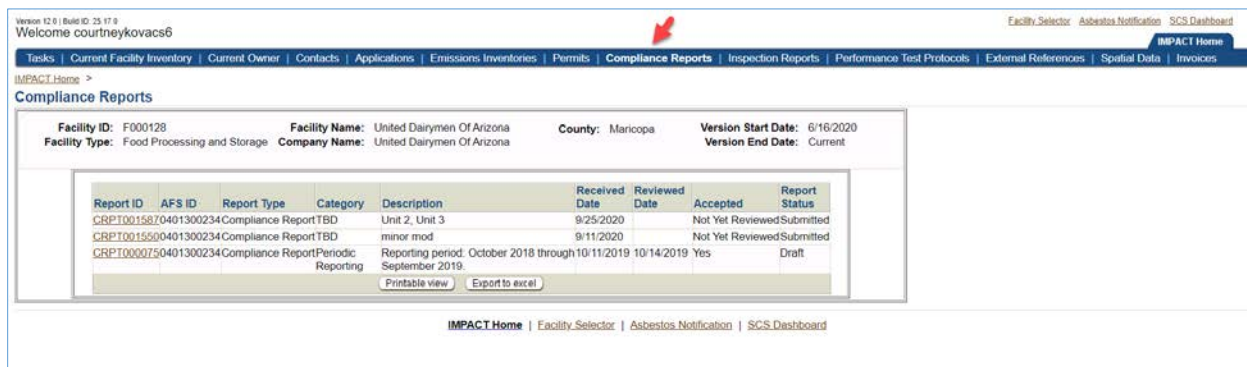 Version 12.0 | Build ID: 25.17.9
Welcome courtneykovacs6
Facility Selector Asbestos Notification SCS Dashboard
IMPACT Home
Tasks | Current Facility Inventory | Current Owner | Contacts | Applications | Emissions Inventories | Permits | Compliance Reports | Inspection Reports | Performance Test Protocols | External References | Spatial Data | Invoices
IMPACT Home >
Compliance Reports
Facility ID: F000128 Facility Name: United Dairymen Of Arizona County: Maricopa Version Start Date: 6/16/2020
Facility Type: Food Processing and Storage Company Name: United Dairymen Of Arizona Version End Date: Current
Report ID AFS ID Report Type Category Description Received Date Reviewed Date Accepted Report Status
CRPT001587 0401300234 Compliance Report TBD Unit 2, Unit 3 9/25/2020 Not Yet Reviewed Submitted
CRPT001550 0401300234 Compliance Report TBD minor mod 9/11/2020 Not Yet Reviewed Submitted
CRPT000075 0401300234 Compliance Report Periodic Reporting Reporting period: October 2018 through September 2019. 10/11/2019 10/14/2019 Yes Draft
Printable view Export to excel
IMPACT Home | Facility Selector | Asbestos Notification | SCS Dashboard